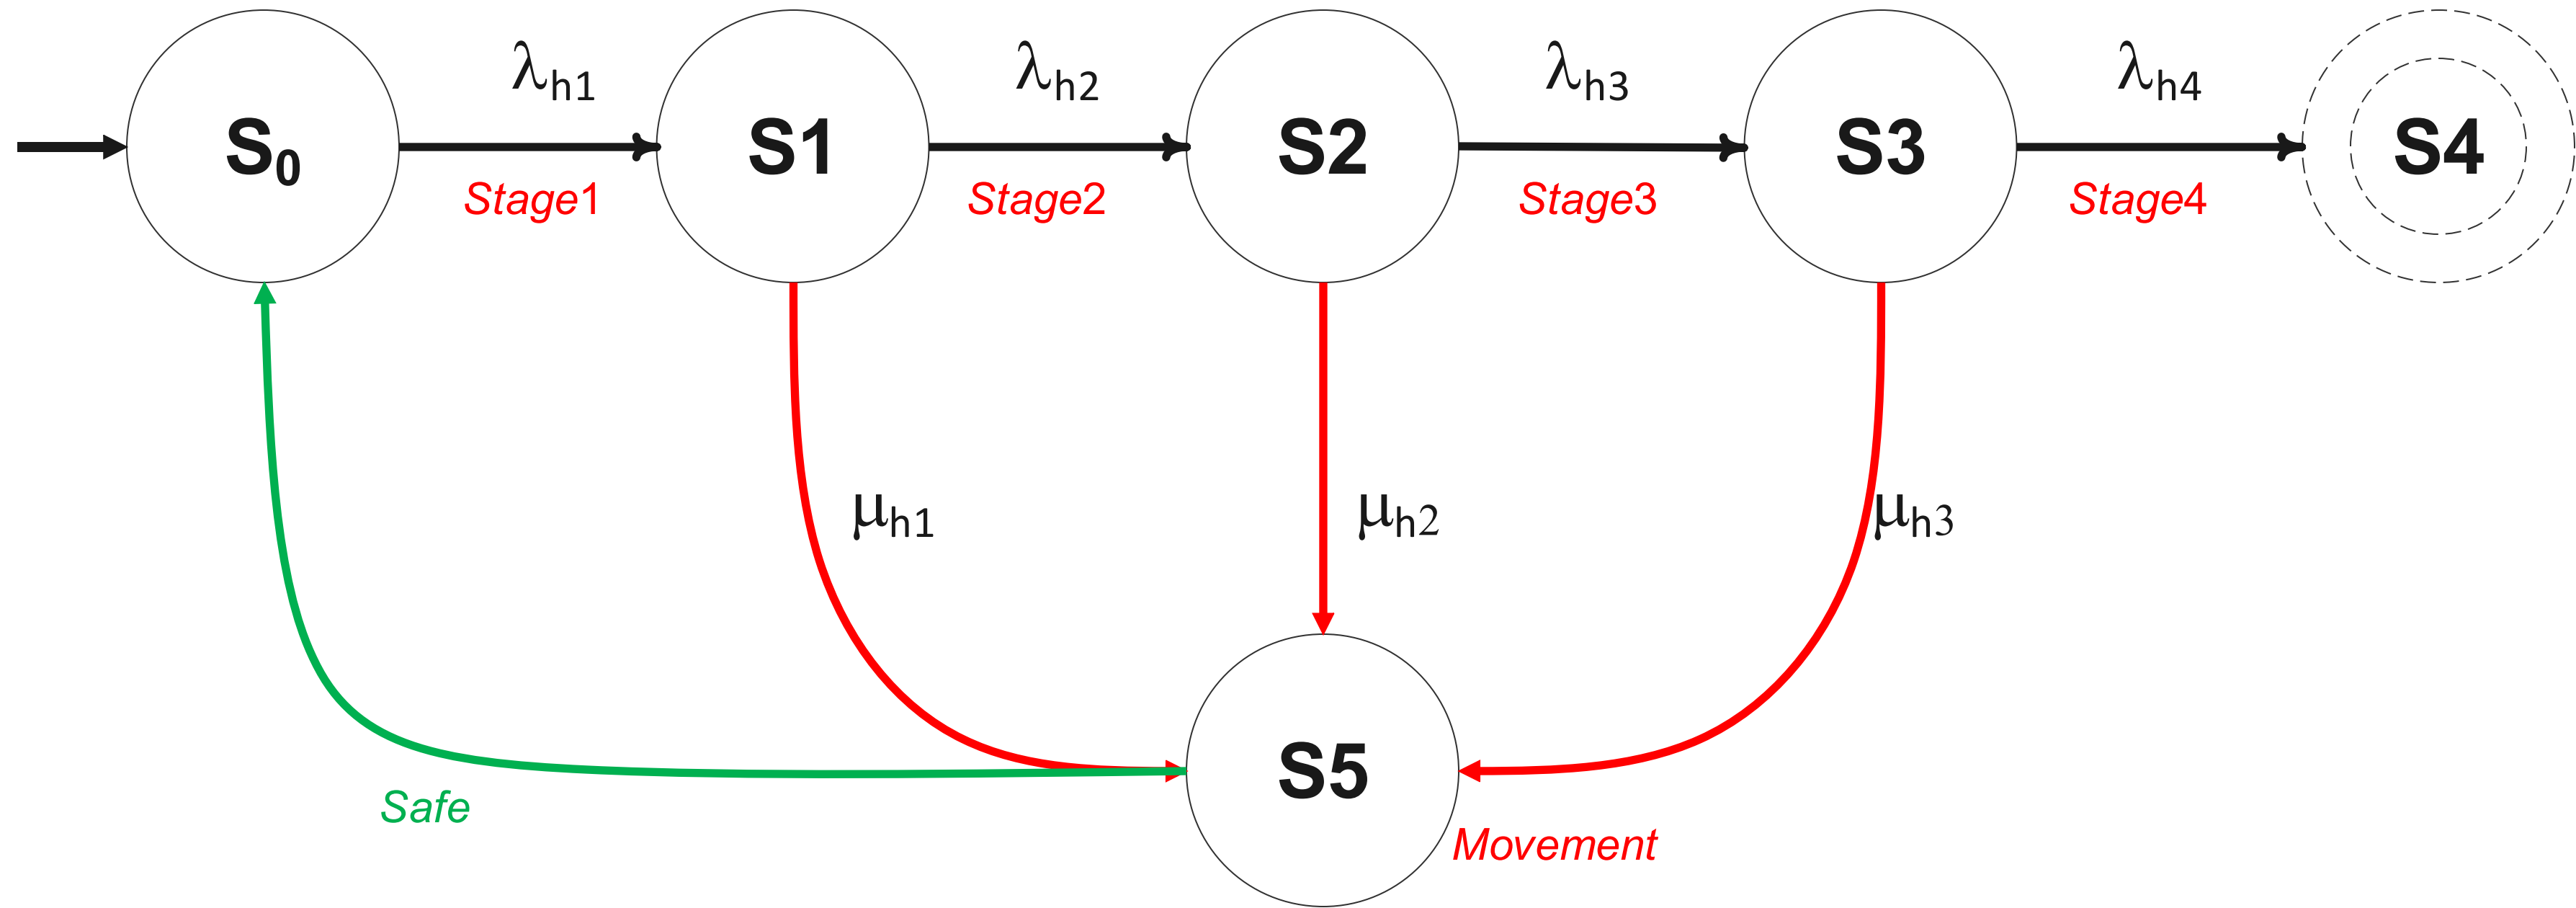 λh1 λh2 λh3 λh4
S0 S1 S2 S3 S4
Stage1 Stage2 Stage3 Stage4
μh1 μh2 μh3
S5
Safe
Movement